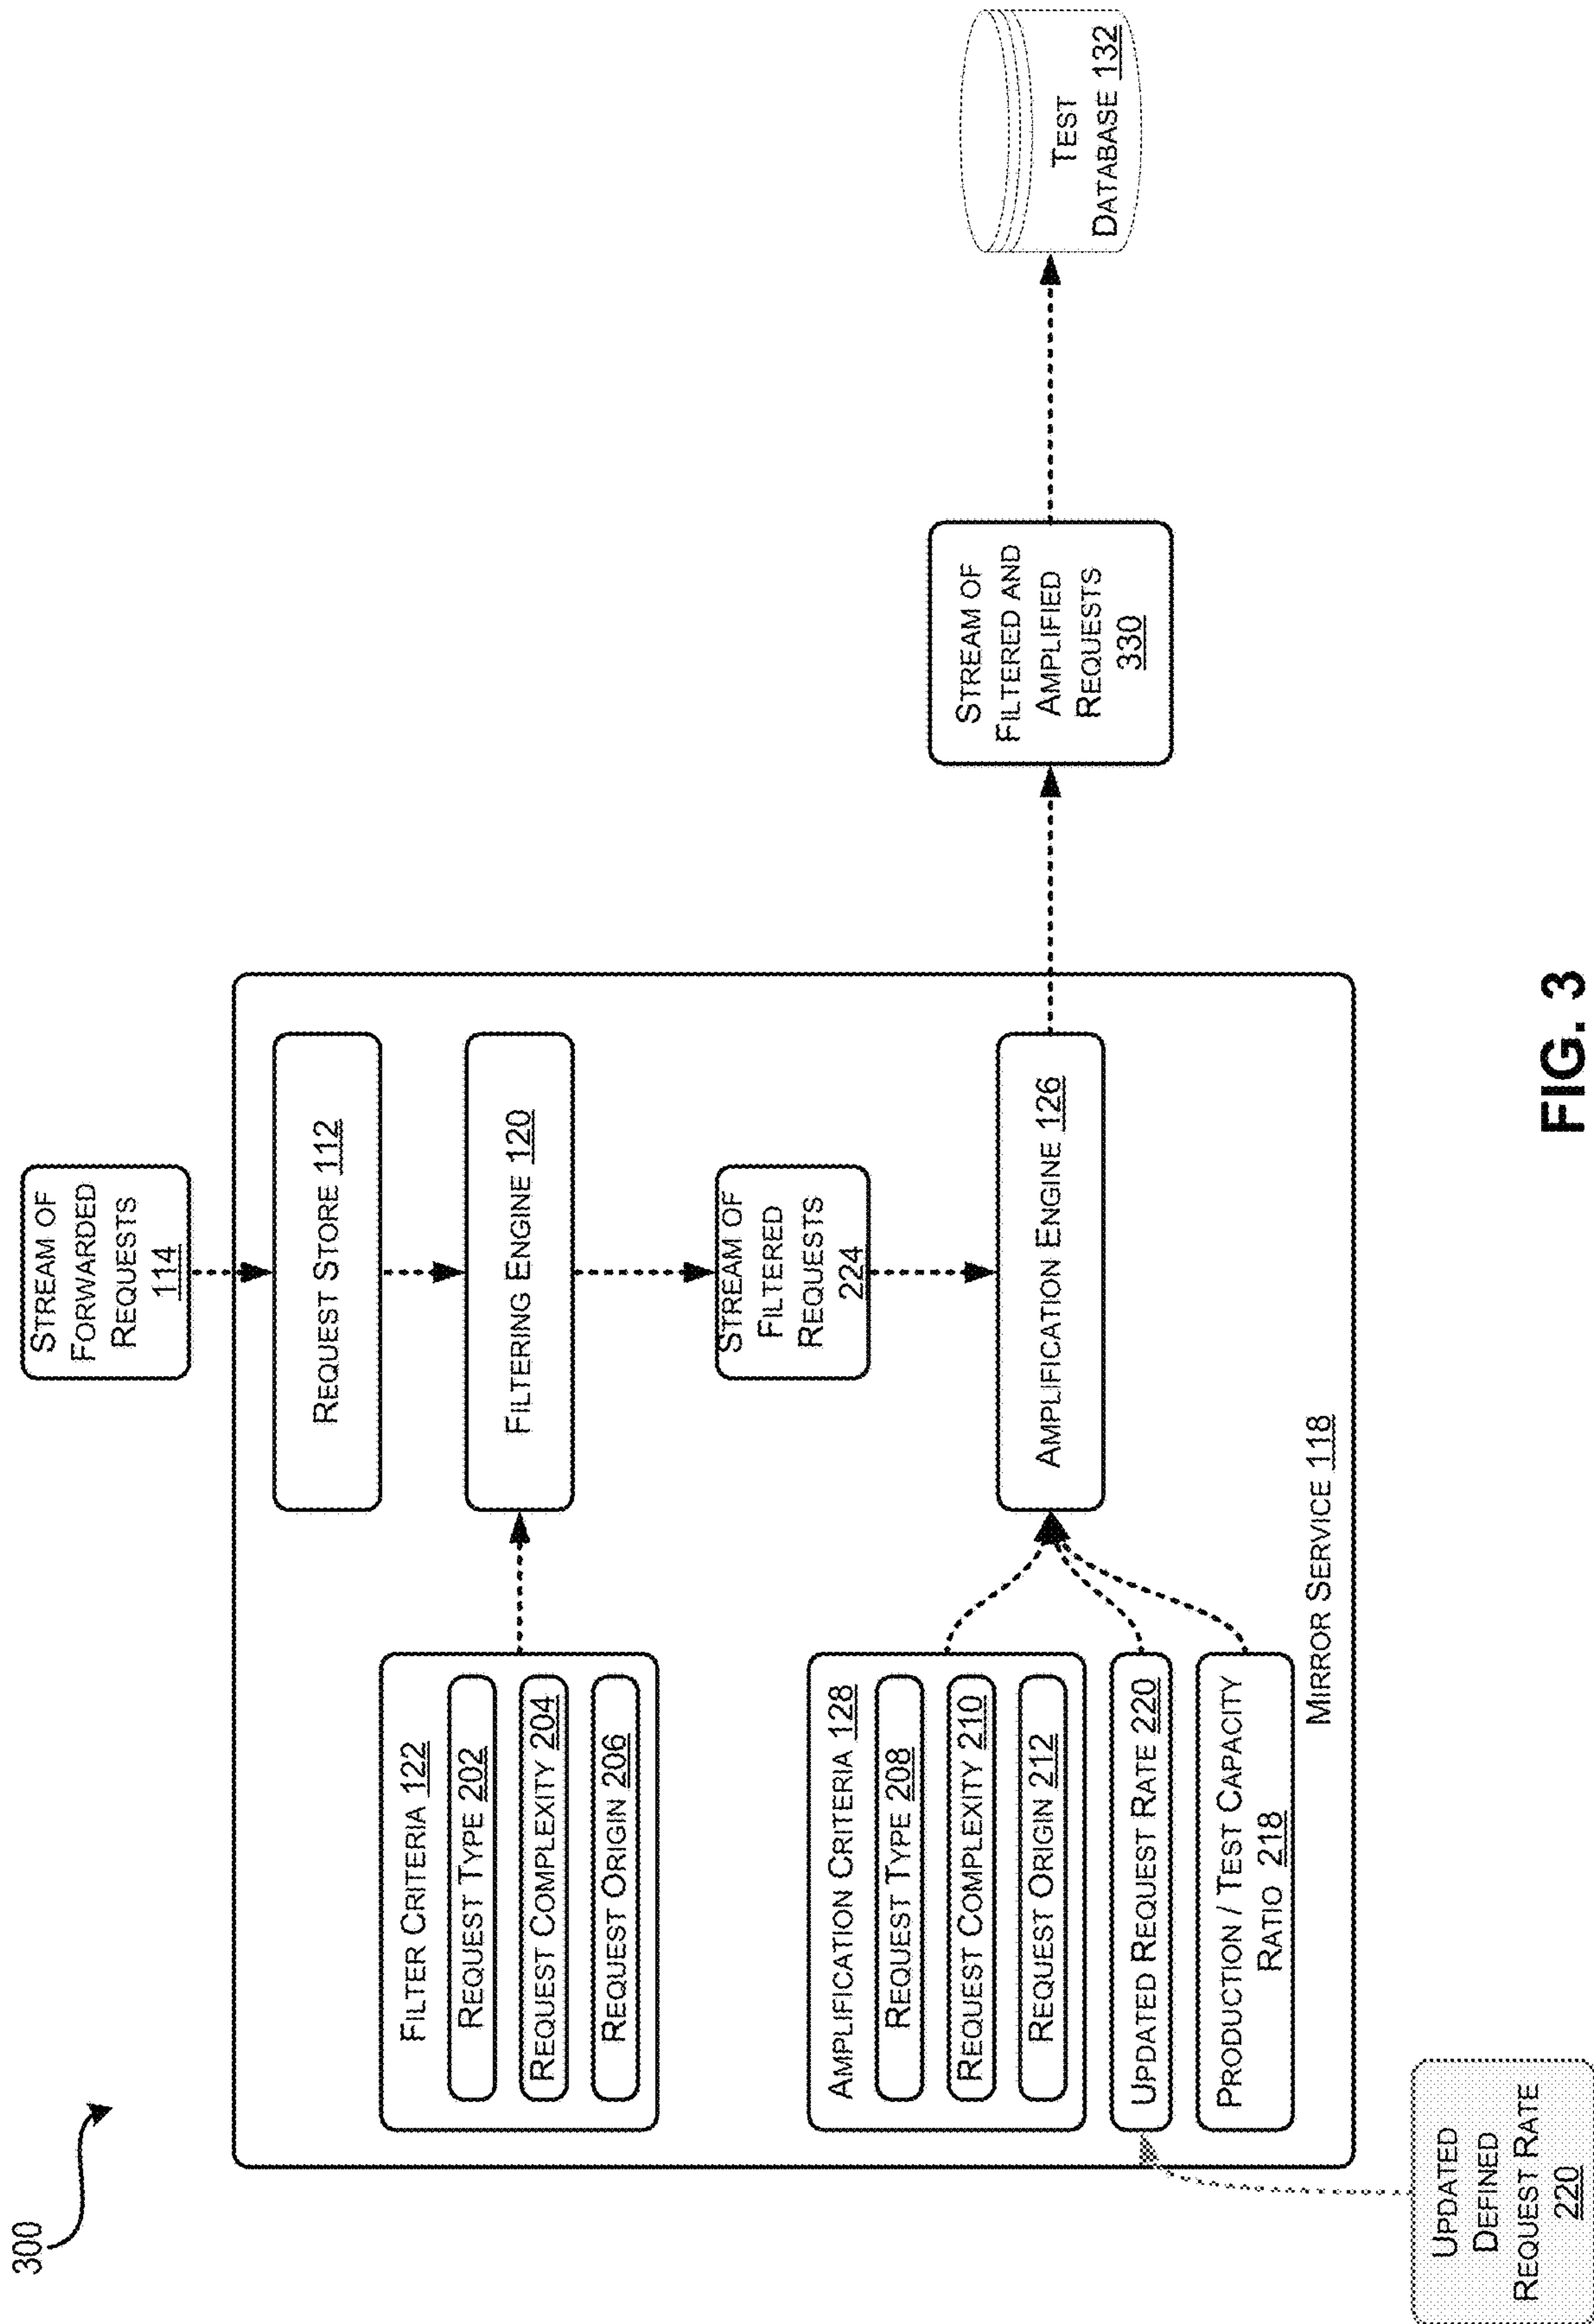 300
STREAM OF
FORWARDED
REQUESTS
114
REQUEST STORE 112
FILTER CRITERIA 122
REQUEST TYPE 202
REQUEST COMPLEXITY 204
REQUEST ORIGIN 206
FILTERING ENGINE 120
STREAM OF
FILTERED
REQUESTS
224
AMPLIFICATION CRITERIA 128
REQUEST TYPE 208
REQUEST COMPLEXITY 210
REQUEST ORIGIN 212
UPDATED REQUEST RATE 220
PRODUCTION / TEST CAPACITY
RATIO 218
AMPLIFICATION ENGINE 126
MIRROR SERVICE 118
STREAM OF
FILTERED AND
AMPLIFIED
REQUESTS
330
TEST
DATABASE 132
UPDATED
DEFINED
REQUEST RATE
220
FIG. 3